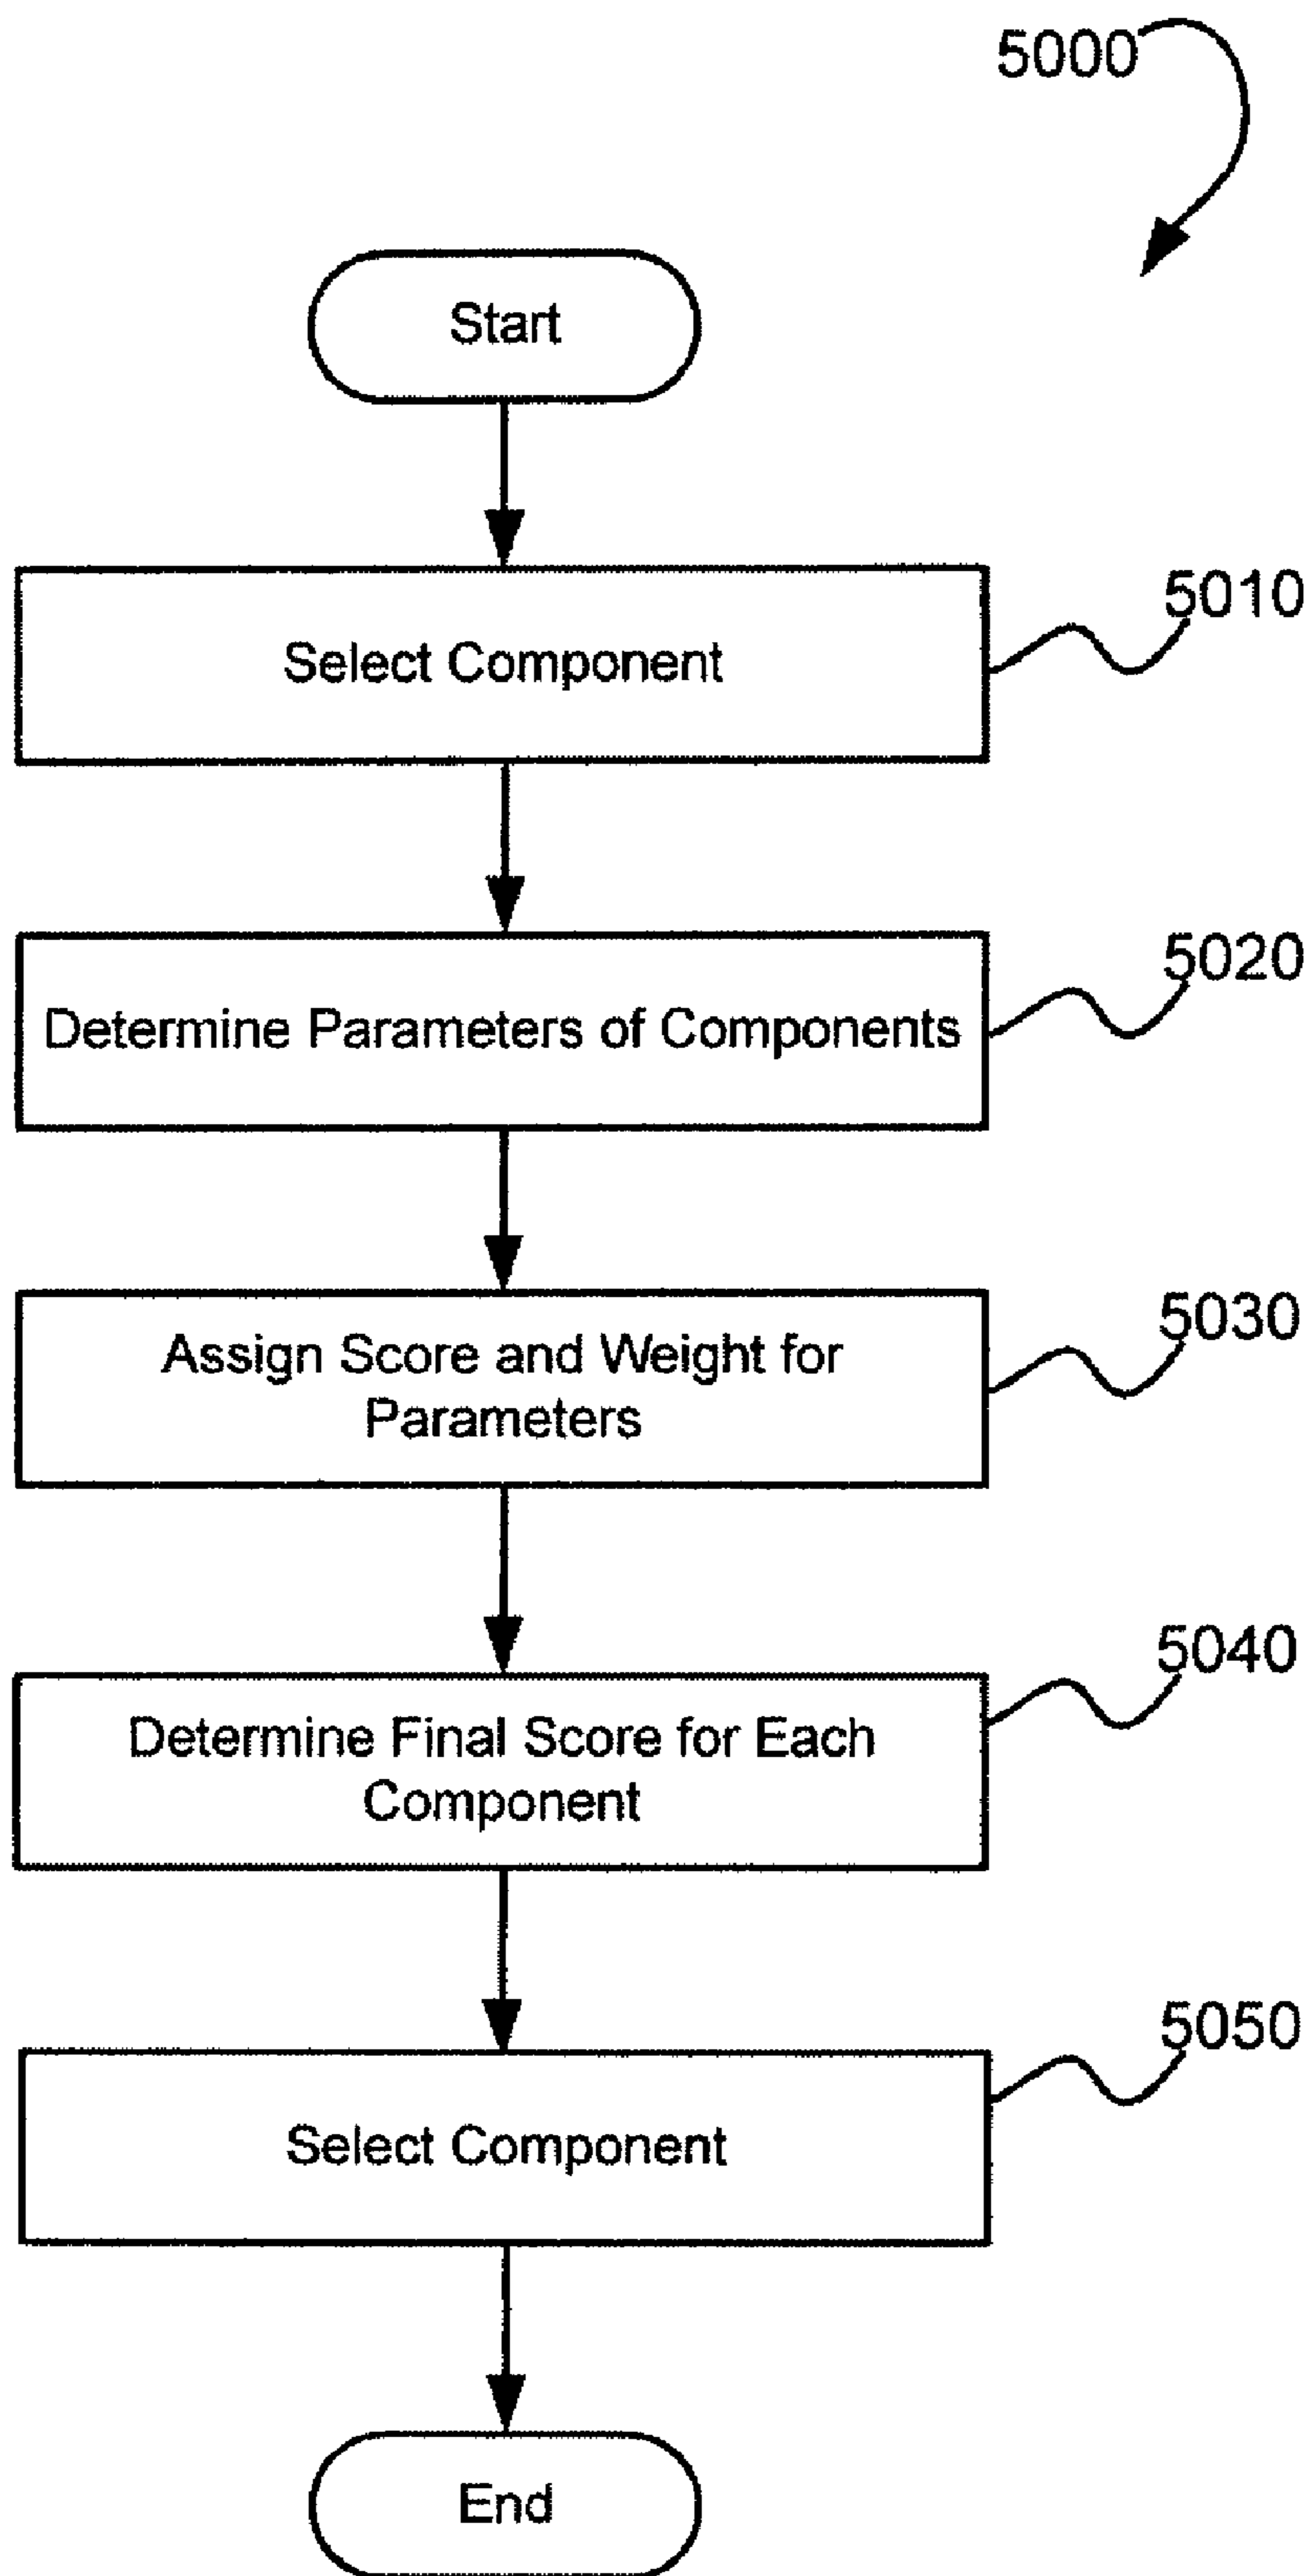 5000
Start
Select Component
5010
Determine Parameters of Components
5020
Assign Score and Weight for
Parameters
5030
Determine Final Score for Each
Component
5040
Select Component
5050
End